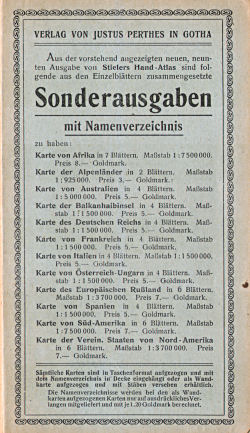 VERLAG VON JUSTUS PERTHES IN GOTHA
Aus der vorstehend angezeigten neuen, neun-
ten Ausgabe von Stielers Hand-Atlas sind fol-
gende aus den Einzelblättern zusammengesetzte
Sonderausgaben
mit Namenverzeichnis
zu haben:
Karte von Afrika in 7 Blättern. Maßstab 1:7500000.
Preis 8.— Goldmark.
Karte der Alpenländer in 2 Blättern. Maßstab
1:925000. Preis 3.— Goldmark.
Karte von Australien in 4 Blättern. Maßstab
1:5000000. Preis 5.— Goldmark.
Karte der Balkanhalbinsel in 4 Blättern. Maß-
stab 1:1500000. Preis 5.— Goldmark.
Karte des Deutschen Reichs in 4 Blättern. Maß-
stab 1:1500000. Preis 5.— Goldmark.
Karte von Frankreich in 4 Blättern. Maßstab
1:1500000. Preis 5.— Goldmark.
Karte von Italien in 4 Blättern. Maßstab 1:1500000.
Preis 5.— Goldmark.
Karte von Österreich-Ungarn in 4 Blättern. Maß-
stab 1:1500000. Preis 5.— Goldmark.
Karte des Europäischen Rußland in 6 Blättern.
Maßstab 1:3700000. Preis 7.— Goldmark.
Karte von Spanien in 4 Blättern. Maßstab
1:1500000. Preis 5.— Goldmark.
Karte von Süd-Amerika in 6 Blättern. Maßstab
1:7500000. Preis 7.— Goldmark.
Karte der Verein. Staaten von Nord-Amerika
in 6 Blättern. Maßstab 1:3700000. Preis
7.— Goldmark.
Sämtliche Karten sind in Taschenformat aufgezogen und mit
dem Namenverzeichnis in Decke eingehängt oder als Wand-
karte aufgezogen und mit Stäben versehen erhältlich.
Die Namenverzeichnisse werden bei den als Wand-
karten aufgezogenen Karten nur auf ausdrückliches Ver-
langen mitgeliefert und mit je 1.20 Goldmark berechnet.